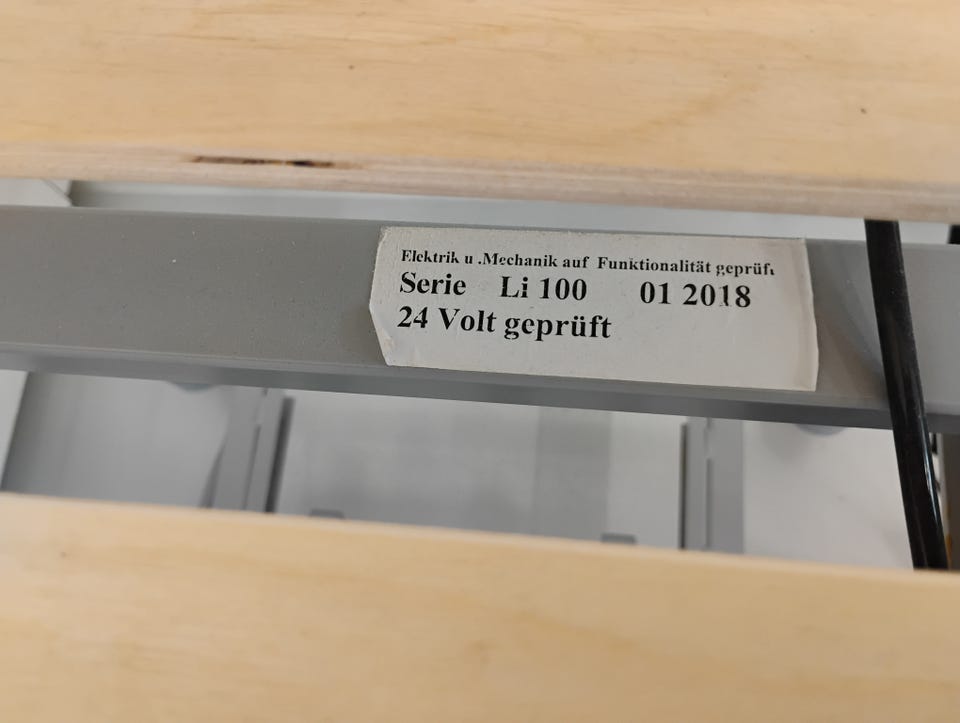 Elektrik u .Mechanik auf Funktionalität geprüft
Serie Li 100 01 2018
24 Volt geprüft